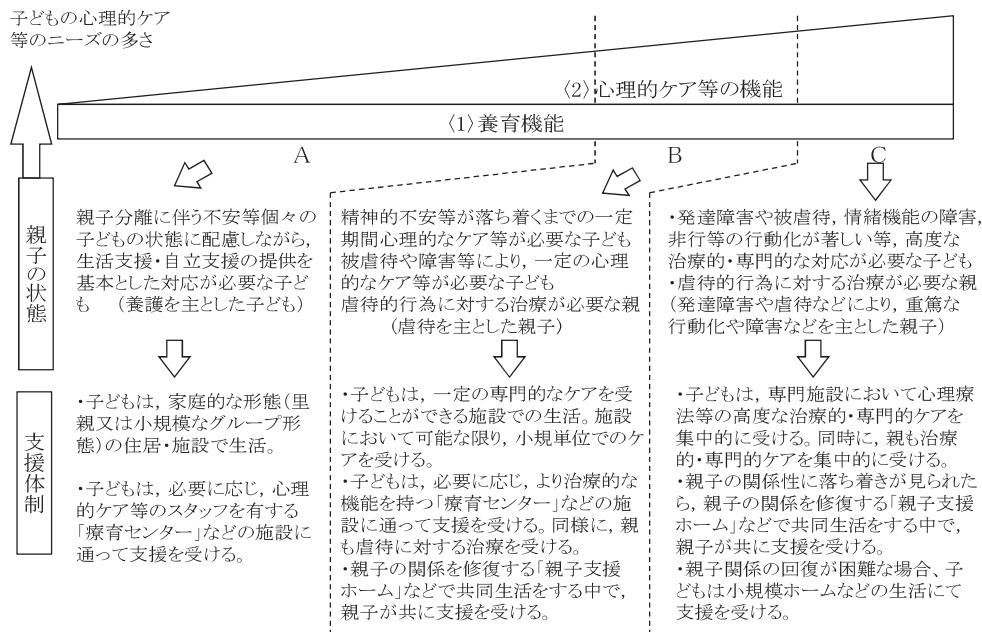 子どもの心理的ケア
等のニーズの多さ
〈2〉心理的ケア等の機能
〈1〉養育機能
A
B
C
親子の状態
親子分離に伴う不安等個々の
子どもの状態に配慮しながら,
生活支援・自立支援の提供を
基本とした対応が必要な子ど
も　(養護を主とした子ども)
精神的不安等が落ち着くまでの一定
期間心理的なケア等が必要な子ども
被虐待や障害等により, 一定の心理
的なケア等が必要な子ども
虐待的行為に対する治療が必要な親
(虐待を主とした親子)
・発達障害や被虐待, 情緒機能の障害,
非行等の行動化が著しい等, 高度な
治療的・専門的な対応が必要な子ども
・虐待的行為に対する治療が必要な親
(発達障害や虐待などにより, 重篤な
行動化や障害などを主とした親子)
支援体制
・子どもは, 家庭的な形態(里
親又は小規模なグループ形
態)の住居・施設で生活。
・子どもは, 必要に応じ, 心理
的ケア等のスタッフを有する
「療育センター」などの施設に
通って支援を受ける。
・子どもは, 一定の専門的なケアを受
けることができる施設での生活。施設
において可能な限り, 小規模単位でのケ
アを受ける。
・子どもは, 必要に応じ, より治療的な
機能を持つ「療育センター」などの施
設に通って支援を受ける。同様に, 親
も虐待に対する治療を受ける。
・親子の関係を修復する「親子支援
ホーム」などで共同生活をする中で,
親子が共に支援を受ける。
・子どもは, 専門施設において心理療
法等の高度な治療的・専門的ケアを
集中的に受ける。同時に, 親も治療
的・専門的ケアを集中的に受ける。
・親子の関係性に落ち着きが見られた
ら, 親子の関係を修復する「親子支援
ホーム」などで共同生活をする中で,
親子が共に支援を受ける。
・親子関係の回復が困難な場合、子
どもは小規模ホームなどの生活にて
支援を受ける。